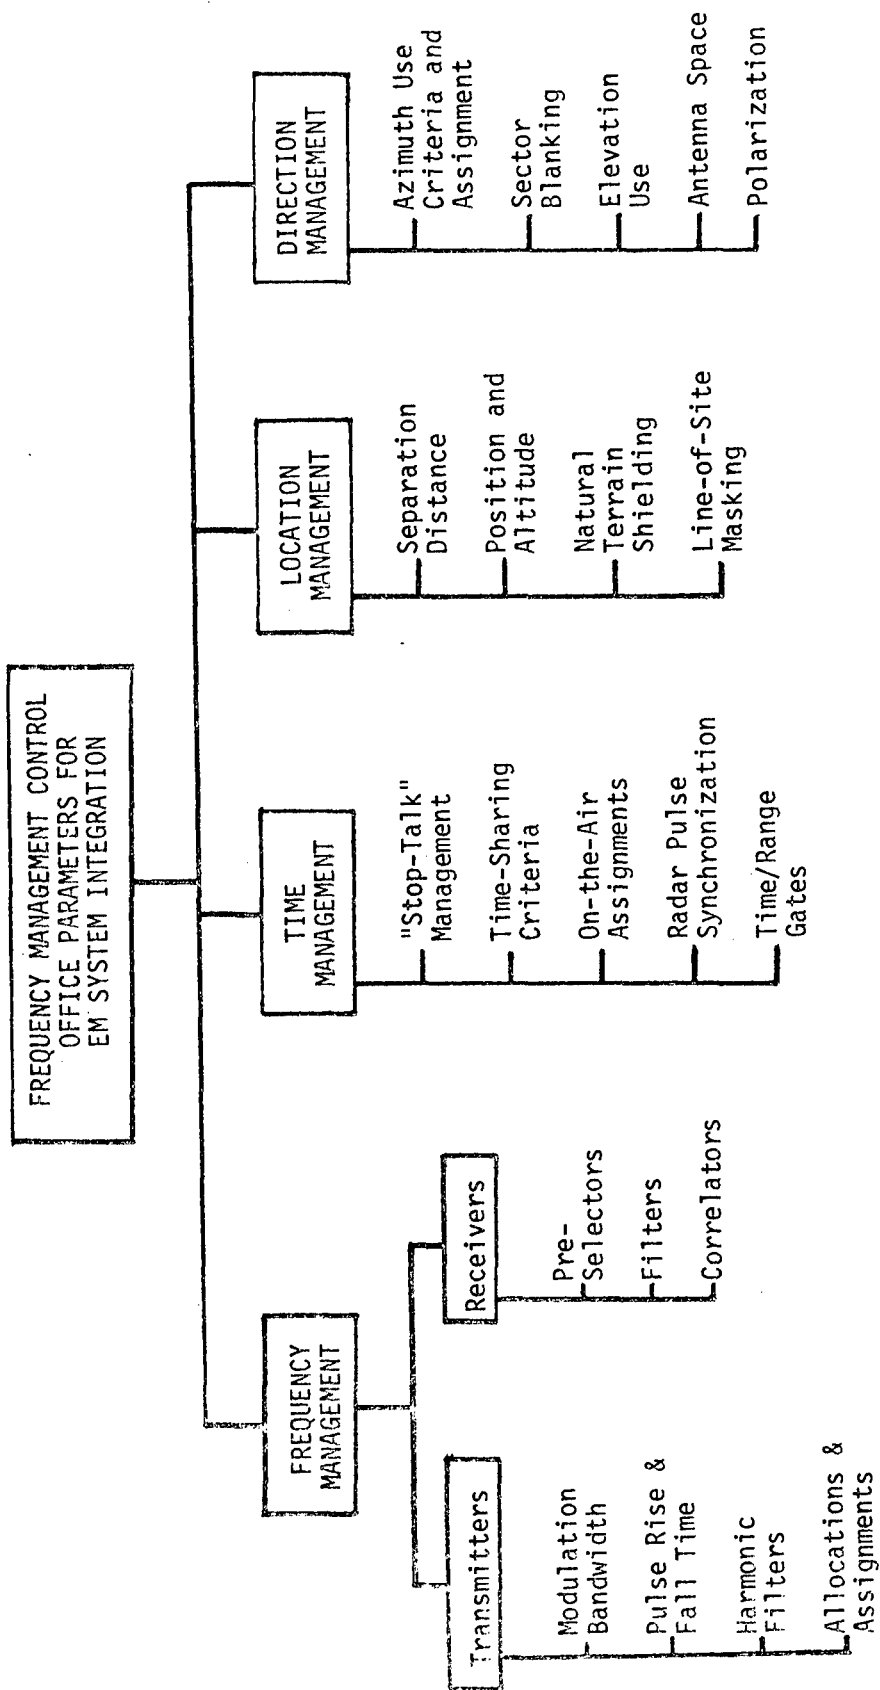 FREQUENCY MANAGEMENT CONTROL
OFFICE PARAMETERS FOR
EM SYSTEM INTEGRATION
FREQUENCY
MANAGEMENT
Transmitters
Modulation
Bandwidth
Pulse Rise &
Fall Time
Harmonic
Filters
Allocations &
Assignments
Receivers
Pre-
Selectors
Filters
Correlators
TIME
MANAGEMENT
"Stop-Talk"
Management
Time-Sharing
Criteria
On-the-Air
Assignments
Radar Pulse
Synchronization
Time/Range
Gates
LOCATION
MANAGEMENT
Separation
Distance
Position and
Altitude
Natural
Terrain
Shielding
Line-of-Site
Masking
DIRECTION
MANAGEMENT
Azimuth Use
Criteria and
Assignment
Sector
Blanking
Elevation
Use
Antenna Space
Polarization